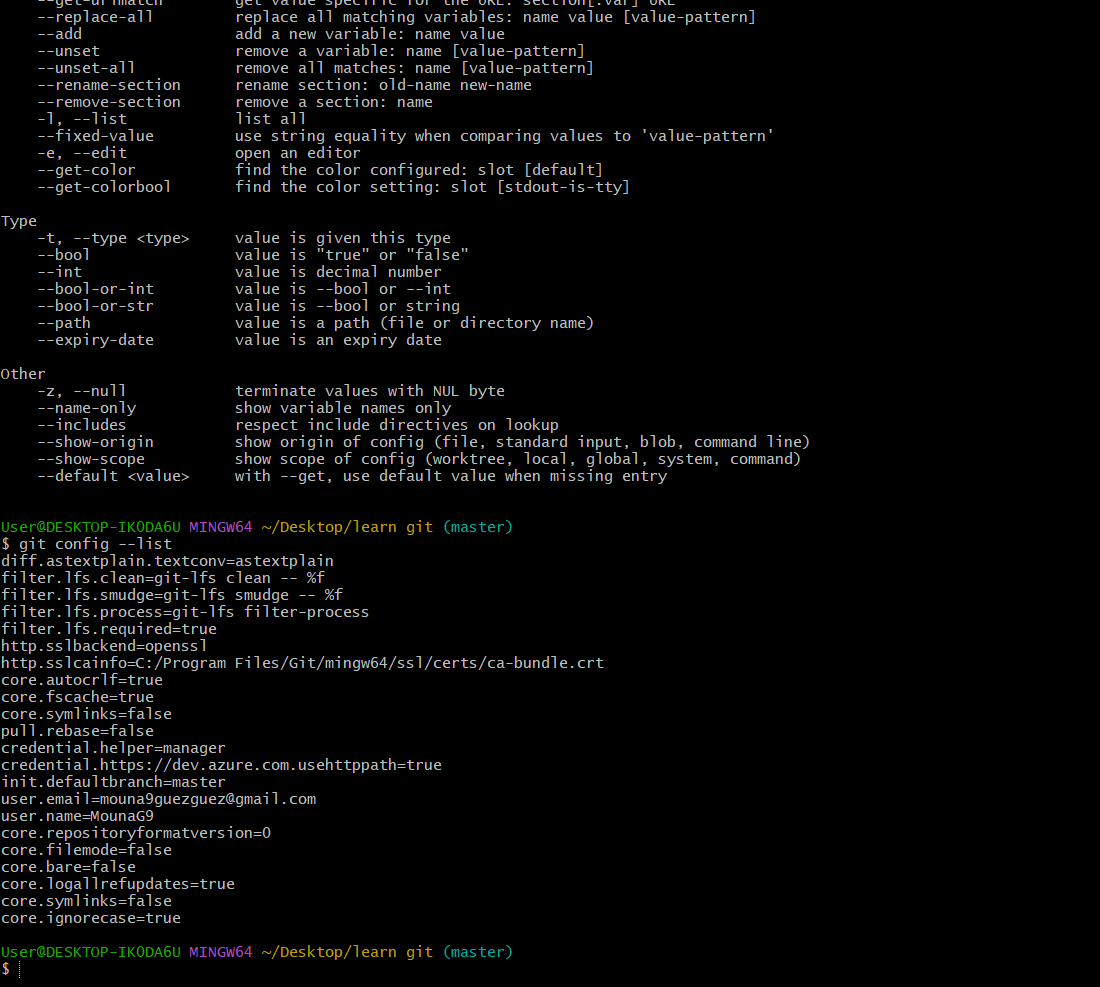 --get-urlmatch        get value specific for the URL: section[.var] URL
    --replace-all         replace all matching variables: name value [value-pattern]
    --add                 add a new variable: name value
    --unset               remove a variable: name [value-pattern]
    --unset-all           remove all matches: name [value-pattern]
    --rename-section      rename section: old-name new-name
    --remove-section      remove a section: name
    -l, --list            list all
    --fixed-value         use string equality when comparing values to 'value-pattern'
    -e, --edit            open an editor
    --get-color           find the color configured: slot [default]
    --get-colorbool       find the color setting: slot [stdout-is-tty]

Type
    -t, --type <type>     value is given this type
    --bool                value is "true" or "false"
    --int                 value is decimal number
    --bool-or-int         value is --bool or --int
    --bool-or-str         value is --bool or string
    --path                value is a path (file or directory name)
    --expiry-date         value is an expiry date

Other
    -z, --null            terminate values with NUL byte
    --name-only           show variable names only
    --includes            respect include directives on lookup
    --show-origin         show origin of config (file, standard input, blob, command line)
    --show-scope          show scope of config (worktree, local, global, system, command)
    --default <value>     with --get, use default value when missing entry

User@DESKTOP-IKODA6U MINGW64 ~/Desktop/learn git (master)
$ git config --list
diff.astextplain.textconv=astextplain
filter.lfs.clean=git-lfs clean -- %f
filter.lfs.smudge=git-lfs smudge -- %f
filter.lfs.process=git-lfs filter-process
filter.lfs.required=true
http.sslbackend=openssl
http.sslcainfo=C:/Program Files/Git/mingw64/ssl/certs/ca-bundle.crt
core.autocrlf=true
core.fscache=true
core.symlinks=false
pull.rebase=false
credential.helper=manager
credential.https://dev.azure.com.usehttppath=true
init.defaultbranch=master
user.email=mouna9guezguez@gmail.com
user.name=MounaG9
core.repositoryformatversion=0
core.filemode=false
core.bare=false
core.logallrefupdates=true
core.symlinks=false
core.ignorecase=true

User@DESKTOP-IKODA6U MINGW64 ~/Desktop/learn git (master)
$